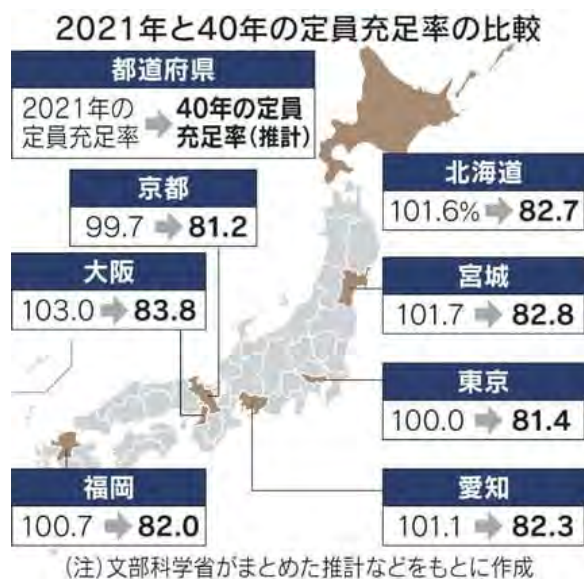 2021年と40年の定員充足率の比較
都道府県
2021年の
定員充足率
40年の定員
充足率(推計)
京都
99.7 81.2
大阪
103.0 83.8
北海道
101.6% 82.7
宮城
101.7 82.8
東京
100.0 81.4
福岡
100.7 82.0
愛知
101.1 82.3
(注)文部科学省がまとめた推計などをもとに作成